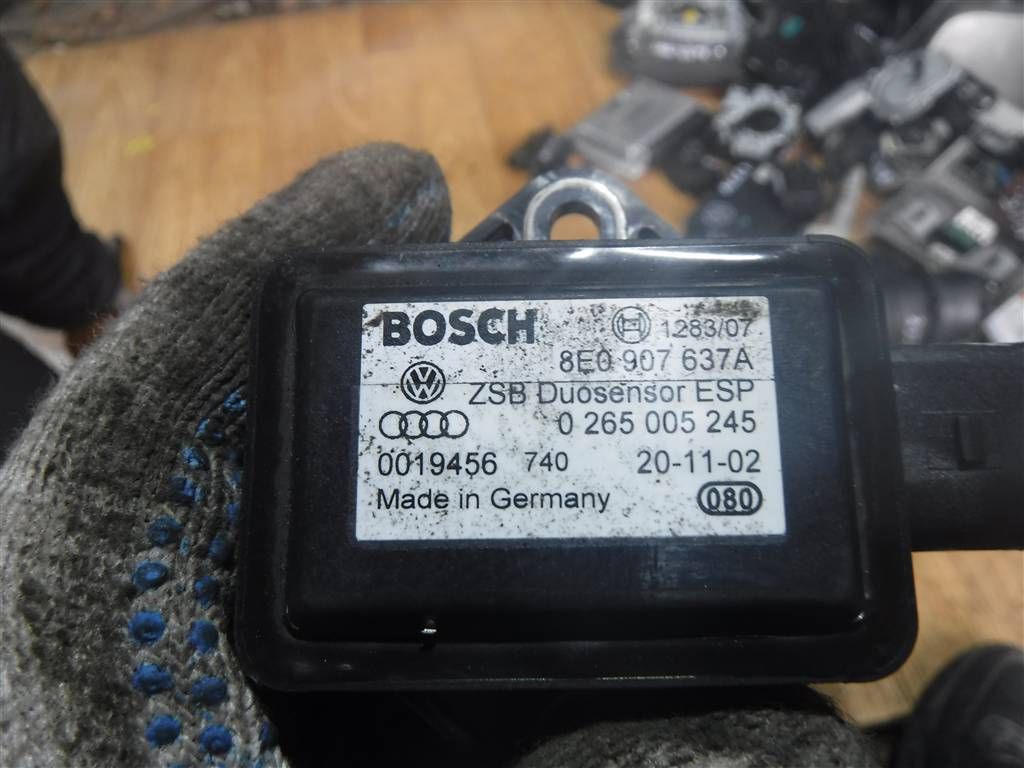 BOSCH 1283/07
8E0 907 637A
VW ZSB Duosensor ESP
0 265 005 245
0019456 740 20-11-02
Made in Germany 080